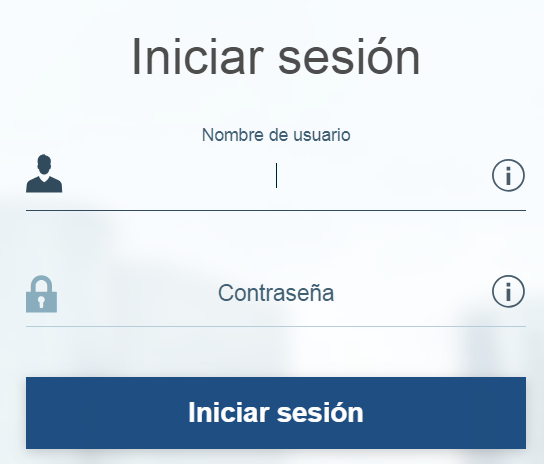 Iniciar sesión
Nombre de usuario
Contraseña
Iniciar sesión